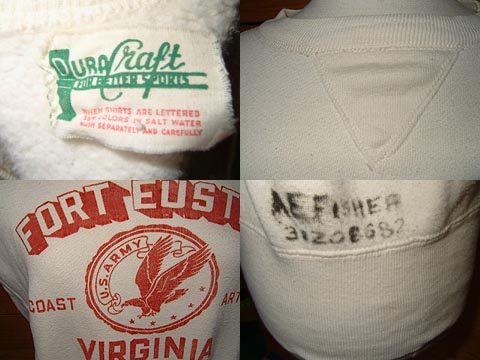 DURACraft
FOR BETTER SPORTS
WHEN SHIRTS ARE LETTERED
SET COLORS IN SALT WATER
WASH SEPARATELY AND CAREFULLY
FORT EUST
U.S. ARMY
COAST ART
VIRGINIA
A.E. FISHER
31208682